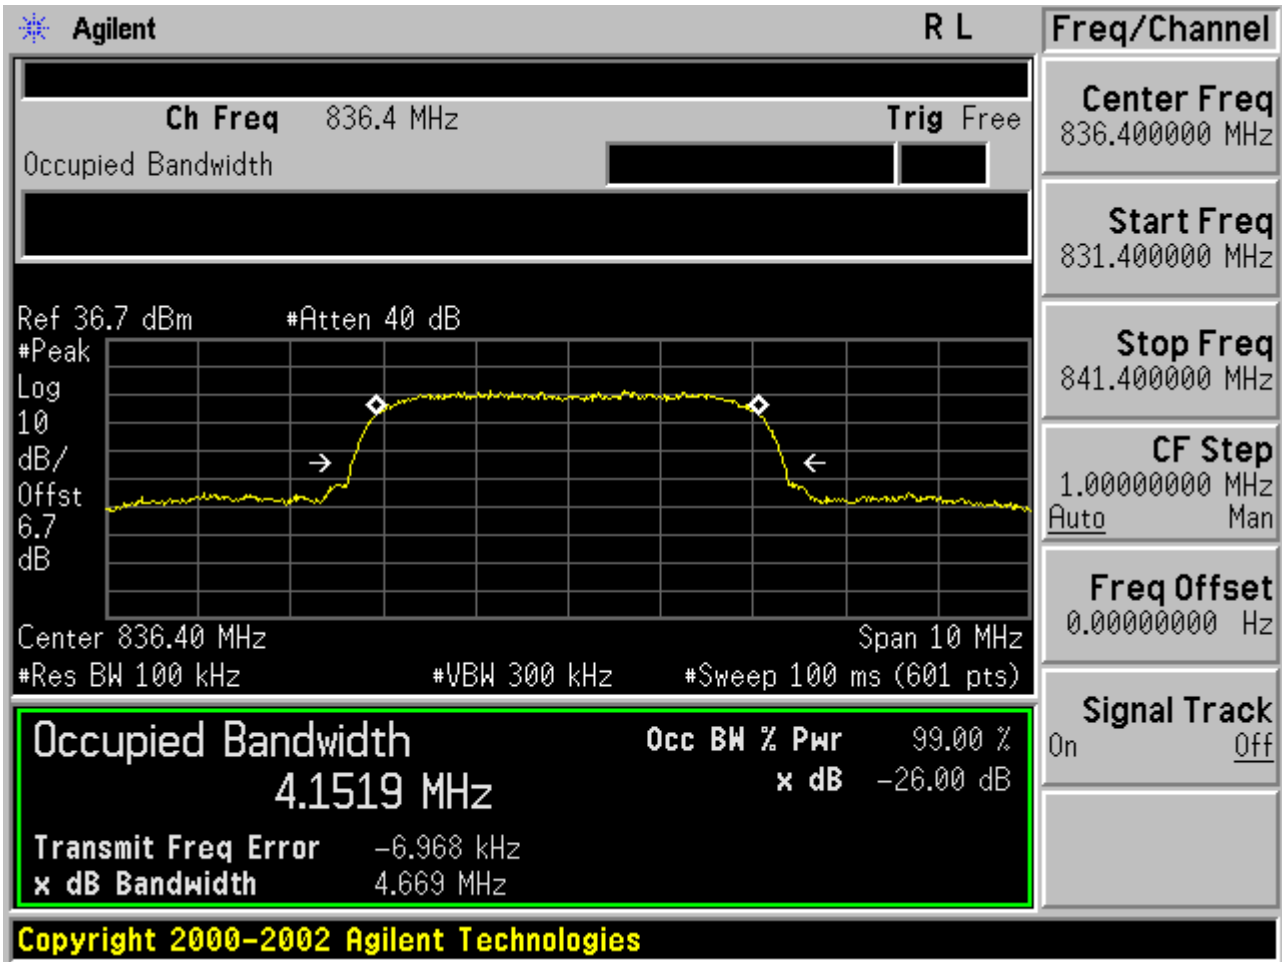 Agilent R L
Freq/Channel
Ch Freq 836.4 MHz Trig Free
Occupied Bandwidth
Center Freq
836.400000 MHz
Start Freq
831.400000 MHz
Stop Freq
841.400000 MHz
CF Step
1.00000000 MHz
Auto Man
Freq Offset
0.00000000 Hz
Signal Track
On Off
Ref 36.7 dBm #Atten 40 dB
#Peak
Log
10
dB/
Offst
6.7
dB
Center 836.40 MHz Span 10 MHz
#Res BW 100 kHz #VBW 300 kHz #Sweep 100 ms (601 pts)
Occupied Bandwidth
4.1519 MHz
Occ BW % Pwr 99.00 %
x dB -26.00 dB
Transmit Freq Error -6.968 kHz
x dB Bandwidth 4.669 MHz
Copyright 2000-2002 Agilent Technologies